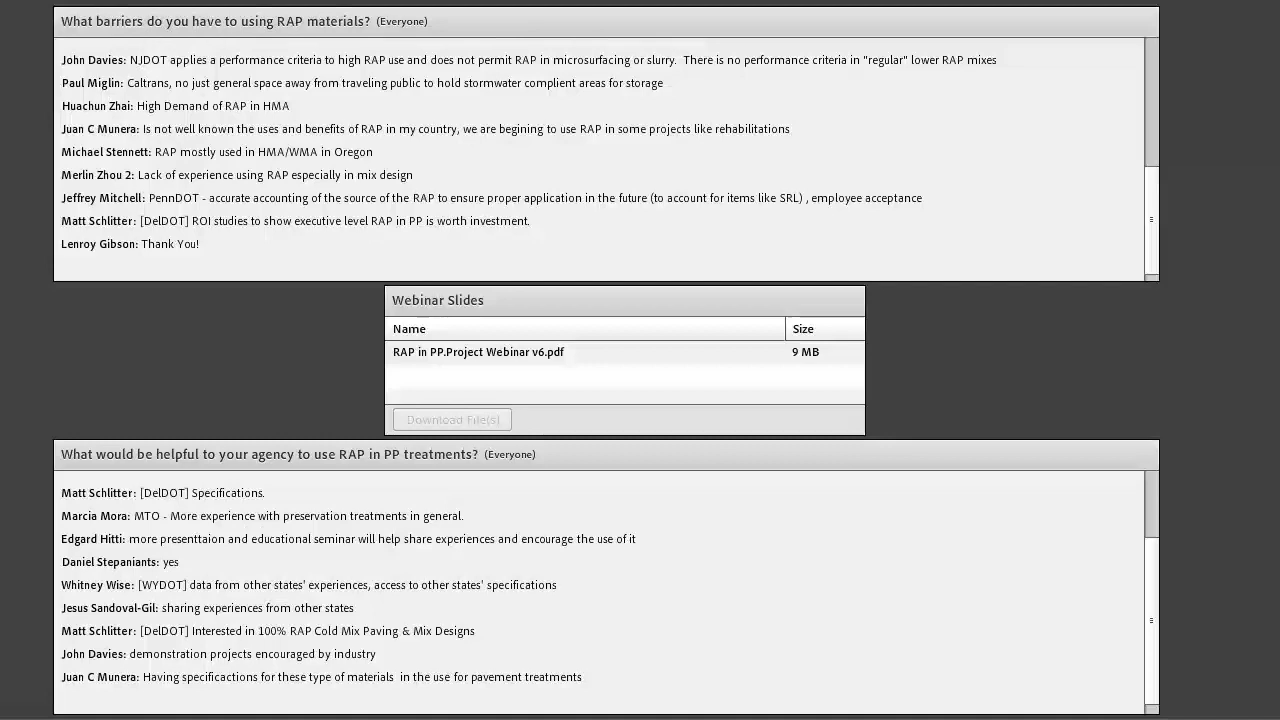 What barriers do you have to using RAP materials? (Everyone)
John Davies: NJDOT applies a performance criteria to high RAP use and does not permit RAP in microsurfacing or slurry. There is no performance criteria in "regular" lower RAP mixes
Paul Miglin: Caltrans, no just general space away from traveling public to hold stormwater complient areas for storage
Huachun Zhai: High Demand of RAP in HMA
Juan C Munera: Is not well known the uses and benefits of RAP in my country, we are begining to use RAP in some projects like rehabilitations
Michael Stennett: RAP mostly used in HMA/WMA in Oregon
Merlin Zhou 2: Lack of experience using RAP especially in mix design
Jeffrey Mitchell: PennDOT - accurate accounting of the source of the RAP to ensure proper application in the future (to account for items like SRL) , employee acceptance
Matt Schlitter: [DelDOT] ROI studies to show executive level RAP in PP is worth investment.
Lenroy Gibson: Thank You!
Webinar Slides
Name Size
RAP in PP.Project Webinar v6.pdf 9 MB
Download File(s)
What would be helpful to your agency to use RAP in PP treatments? (Everyone)
Matt Schlitter: [DelDOT] Specifications.
Marcia Mora: MTO - More experience with preservation treatments in general.
Edgard Hitti: more presenttaion and educational seminar will help share experiences and encourage the use of it
Daniel Stepaniants: yes
Whitney Wise: [WYDOT] data from other states' experiences, access to other states' specifications
Jesus Sandoval-Gil: sharing experiences from other states
Matt Schlitter: [DelDOT] Interested in 100% RAP Cold Mix Paving & Mix Designs
John Davies: demonstration projects encouraged by industry
Juan C Munera: Having specificactions for these type of materials in the use for pavement treatments